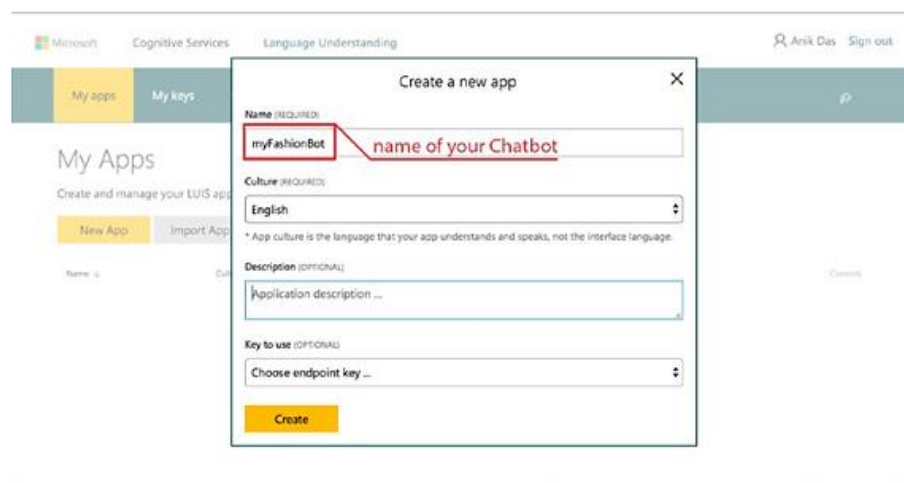 Microsoft Cognitive Services Language Understanding Anik Das Sign out
My apps My keys
Create a new app
Name (REQUIRED)
myFashionBot name of your Chatbot
My Apps
Culture (REQUIRED)
Create and manage your LUIS app
English
New App Import App
* App culture is the language that your app understands and speaks, not the interface language.
Name
Description (OPTIONAL)
Application description ...
Key to use (OPTIONAL)
Choose endpoint key ...
Create